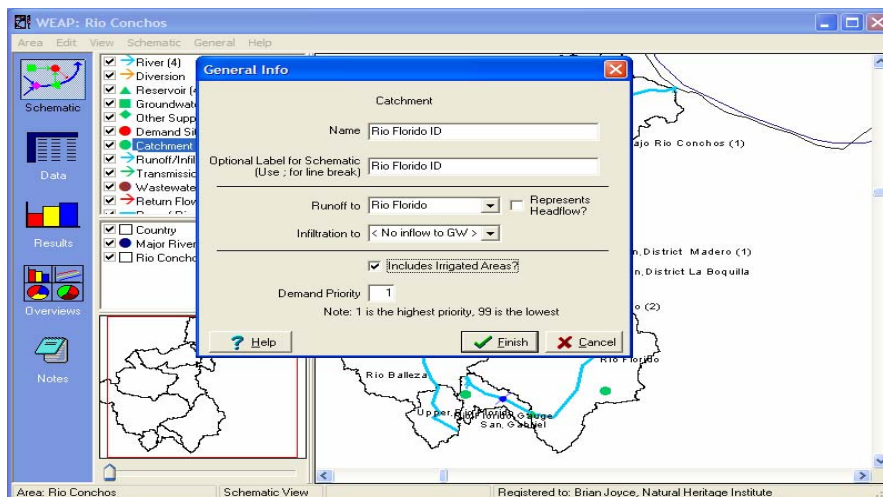 WEAP: Rio Conchos
Area Edit View Schematic General Help
Schematic
Data
Results
Overviews
Notes
River (4)
Diversion
Reservoir (4
Groundwate
Other Supp
Demand Sit
Catchment
Runoff/Infil
Transmissio
Wastewate
Return Flow
Country
Major River
Rio Concho
General Info
Catchment
Name Rio Florido ID
Optional Label for Schematic
(Use ; for line break) Rio Florido ID
Runoff to Rio Florido
Represents
Headflow?
Infiltration to < No inflow to GW >
Includes Irrigated Areas?
Demand Priority 1
Note: 1 is the highest priority, 99 is the lowest
Help Finish Cancel
ajo Rio Conchos (1)
n,District Madero (1)
n,District La Boquilla
o (2)
Rio Florido
Rio Balleza
San, Gabriel
Area: Rio Conchos Schematic View Registered to: Brian Joyce, Natural Heritage Institute